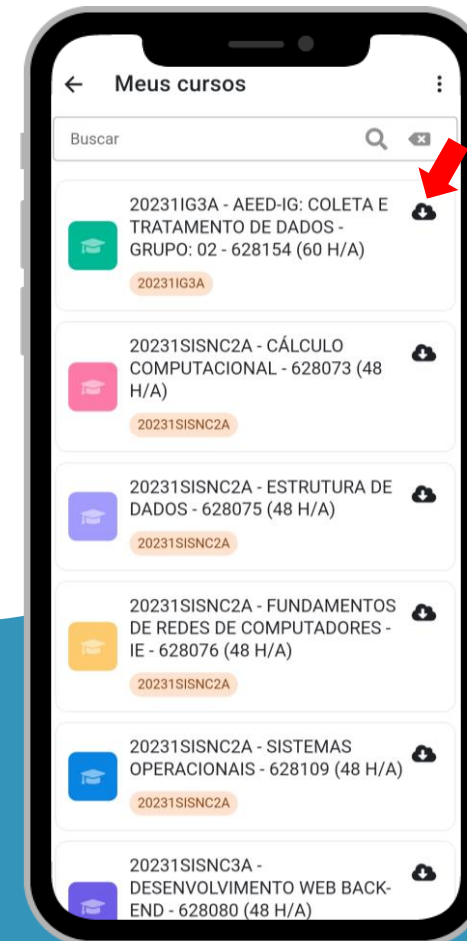 Meus cursos
Buscar
20231IG3A - AEED-IG: COLETA E
TRATAMENTO DE DADOS -
GRUPO: 02 - 628154 (60 H/A)
20231IG3A
20231SISNC2A - CÁLCULO
COMPUTACIONAL - 628073 (48
H/A)
20231SISNC2A
20231SISNC2A - ESTRUTURA DE
DADOS - 628075 (48 H/A)
20231SISNC2A
20231SISNC2A - FUNDAMENTOS
DE REDES DE COMPUTADORES -
IE - 628076 (48 H/A)
20231SISNC2A
20231SISNC2A - SISTEMAS
OPERACIONAIS - 628109 (48 H/A)
20231SISNC2A
20231SISNC3A -
DESENVOLVIMENTO WEB BACK-
END - 628080 (48 H/A)